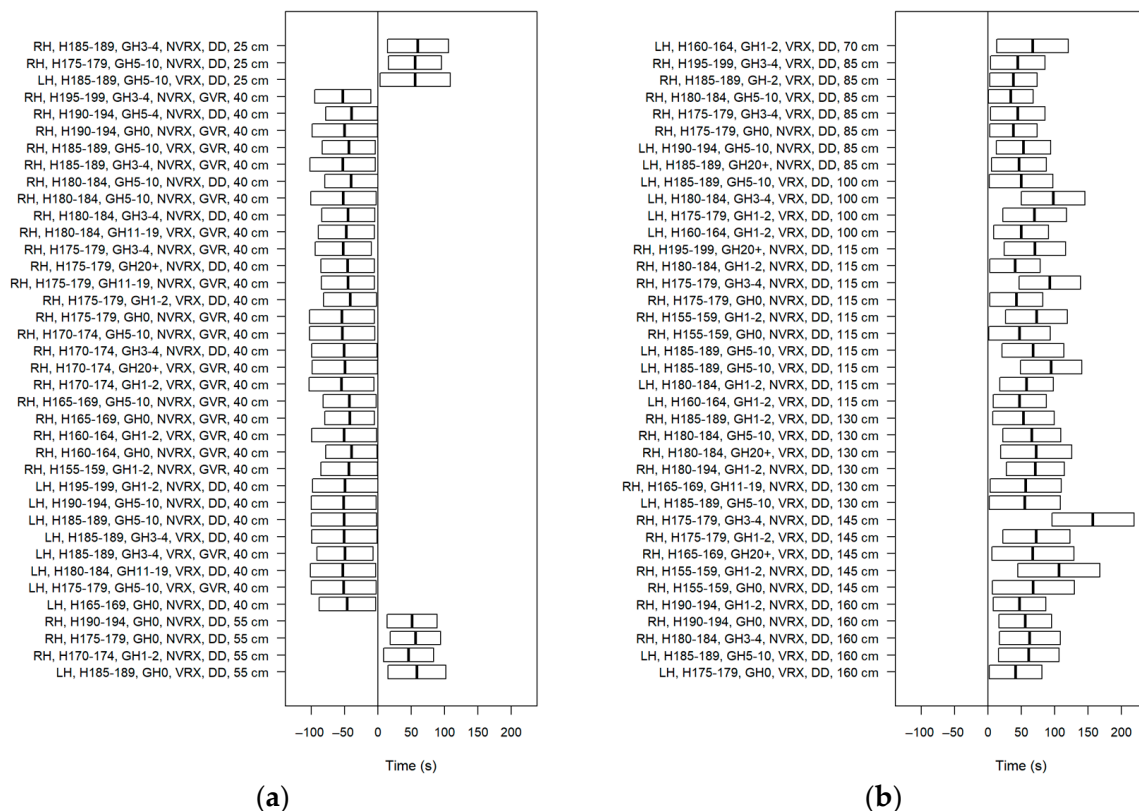 RH, H185-189, GH3-4, NVRX, DD, 25 cm
RH, H175-179, GH5-10, NVRX, DD, 25 cm
LH, H185-189, GH5-10, VRX, DD, 25 cm
RH, H195-199, GH3-4, NVRX, GVR, 40 cm
RH, H190-194, GH5-4, NVRX, DD, 40 cm
RH, H190-194, GH0, NVRX, GVR, 40 cm
RH, H185-189, GH5-10, VRX, GVR, 40 cm
RH, H185-189, GH3-4, NVRX, GVR, 40 cm
RH, H180-184, GH5-10, NVRX, DD, 40 cm
RH, H180-184, GH5-10, NVRX, GVR, 40 cm
RH, H180-184, GH3-4, NVRX, DD, 40 cm
RH, H180-184, GH11-19, VRX, GVR, 40 cm
RH, H175-179, GH3-4, NVRX, GVR, 40 cm
RH, H175-179, GH20+, NVRX, DD, 40 cm
RH, H175-179, GH11-19, NVRX, GVR, 40 cm
RH, H175-179, GH1-2, VRX, DD, 40 cm
RH, H175-179, GH0, NVRX, GVR, 40 cm
RH, H170-174, GH5-10, NVRX, GVR, 40 cm
RH, H170-174, GH3-4, NVRX, DD, 40 cm
RH, H170-174, GH20+, VRX, GVR, 40 cm
RH, H170-174, GH1-2, VRX, GVR, 40 cm
RH, H165-169, GH5-10, NVRX, GVR, 40 cm
RH, H165-169, GH0, NVRX, GVR, 40 cm
RH, H160-164, GH1-2, VRX, GVR, 40 cm
RH, H160-164, GH0, NVRX, GVR, 40 cm
RH, H155-159, GH1-2, NVRX, DD, 40 cm
LH, H195-199, GH1-2, NVRX, DD, 40 cm
LH, H190-194, GH5-10, NVRX, DD, 40 cm
LH, H185-189, GH5-10, NVRX, DD, 40 cm
LH, H185-189, GH3-4, VRX, DD, 40 cm
LH, H185-189, GH3-4, VRX, GVR, 40 cm
LH, H180-184, GH11-19, VRX, DD, 40 cm
LH, H175-179, GH5-10, VRX, GVR, 40 cm
LH, H165-169, GH0, NVRX, DD, 40 cm
RH, H190-194, GH0, NVRX, DD, 55 cm
RH, H175-179, GH0, NVRX, DD, 55 cm
RH, H170-174, GH1-2, NVRX, DD, 55 cm
LH, H185-189, GH0, VRX, DD, 55 cm
–100 –50 0 50 100 150 200
Time (s)
(a)
LH, H160-164, GH1-2, VRX, DD, 70 cm
RH, H195-199, GH3-4, VRX, DD, 85 cm
RH, H185-189, GH-2, VRX, DD, 85 cm
RH, H180-184, GH5-10, VRX, DD, 85 cm
RH, H175-179, GH3-4, VRX, DD, 85 cm
RH, H175-179, GH0, NVRX, DD, 85 cm
LH, H190-194, GH5-10, VRX, DD, 85 cm
LH, H185-189, GH20+, NVRX, DD, 85 cm
LH, H185-189, GH5-10, VRX, DD, 100 cm
LH, H180-184, GH3-4, VRX, DD, 100 cm
LH, H175-179, GH1-2, VRX, DD, 100 cm
LH, H160-164, GH1-2, VRX, DD, 100 cm
RH, H195-199, GH20+, NVRX, DD, 115 cm
RH, H180-184, GH1-2, NVRX, DD, 115 cm
RH, H175-179, GH3-4, NVRX, DD, 115 cm
RH, H175-179, GH0, NVRX, DD, 115 cm
RH, H155-159, GH1-2, NVRX, DD, 115 cm
RH, H155-159, GH0, NVRX, DD, 115 cm
LH, H185-189, GH5-10, VRX, DD, 115 cm
LH, H185-189, GH5-10, VRX, DD, 115 cm
LH, H180-184, GH1-2, NVRX, DD, 115 cm
LH, H160-164, GH1-2, VRX, DD, 115 cm
RH, H185-189, GH1-2, VRX, DD, 130 cm
RH, H180-184, GH5-10, VRX, DD, 130 cm
RH, H180-184, GH20+, VRX, DD, 130 cm
RH, H180-194, GH1-2, NVRX, DD, 130 cm
RH, H165-169, GH11-19, NVRX, DD, 130 cm
LH, H185-189, GH5-10, VRX, DD, 130 cm
RH, H175-179, GH3-4, NVRX, DD, 145 cm
RH, H175-179, GH1-2, VRX, DD, 145 cm
RH, H165-169, GH20+, VRX, DD, 145 cm
RH, H155-159, GH1-2, NVRX, DD, 145 cm
RH, H155-159, GH0, NVRX, DD, 145 cm
RH, H190-194, GH1-2, NVRX, DD, 160 cm
RH, H190-194, GH0, NVRX, DD, 160 cm
RH, H180-184, GH3-4, NVRX, DD, 160 cm
LH, H185-189, GH5-10, VRX, DD, 160 cm
LH, H175-179, GH0, VRX, DD, 160 cm
–100 –50 0 50 100 150 200
Time (s)
(b)